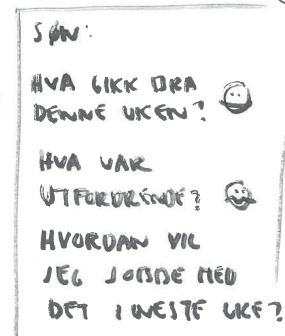 SØN:
HVA GIKK BRA
DENNE UKEN?
HVA VAR
UTFORDRENDE?
HVORDAN VIL
JEG JOBBE MED
DET I NESTE UKE?